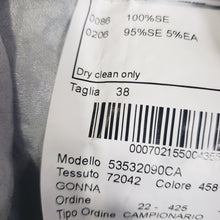 0086 100%SE
0206 95%SE 5%EA
Dry clean only
Taglia 38
Modello 53532090CA
Tessuto 72042 Colore 458
GONNA
Ordine 22 - 425
Tipo Ordine CAMPIONARIO